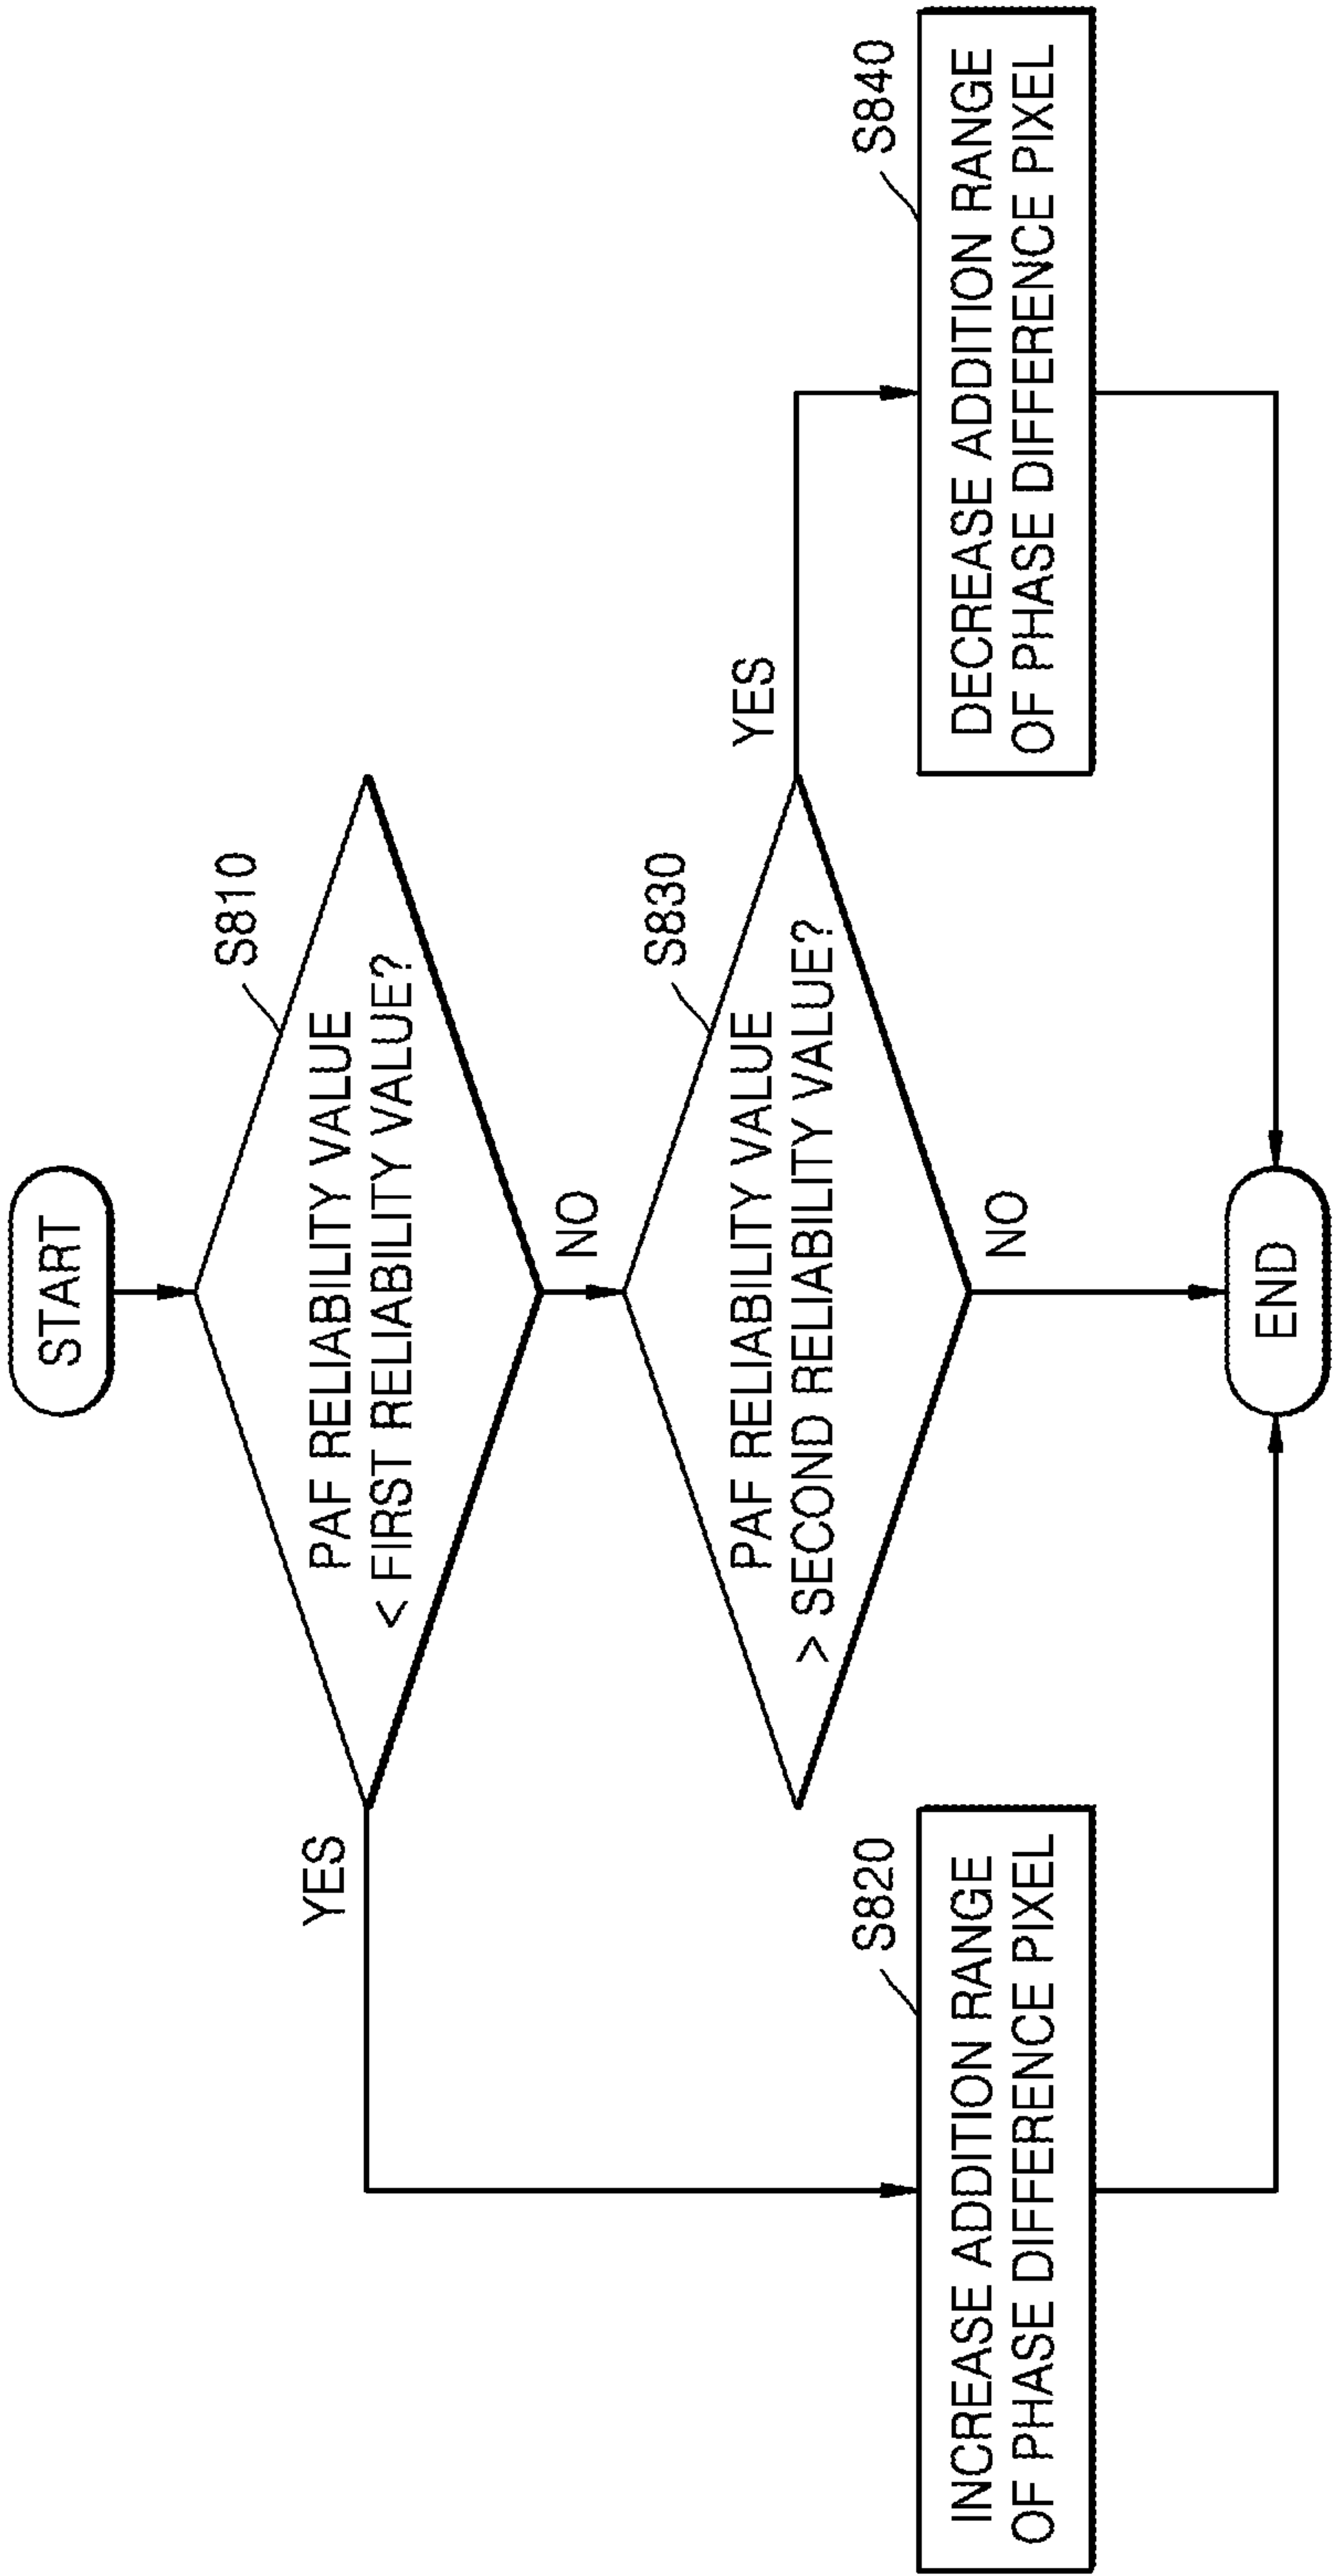 START
S810
PAF RELIABILITY VALUE
< FIRST RELIABILITY VALUE?
YES
NO
S830
PAF RELIABILITY VALUE
> SECOND RELIABILITY VALUE?
YES
NO
S820
INCREASE ADDITION RANGE
OF PHASE DIFFERENCE PIXEL
S840
DECREASE ADDITION RANGE
OF PHASE DIFFERENCE PIXEL
END